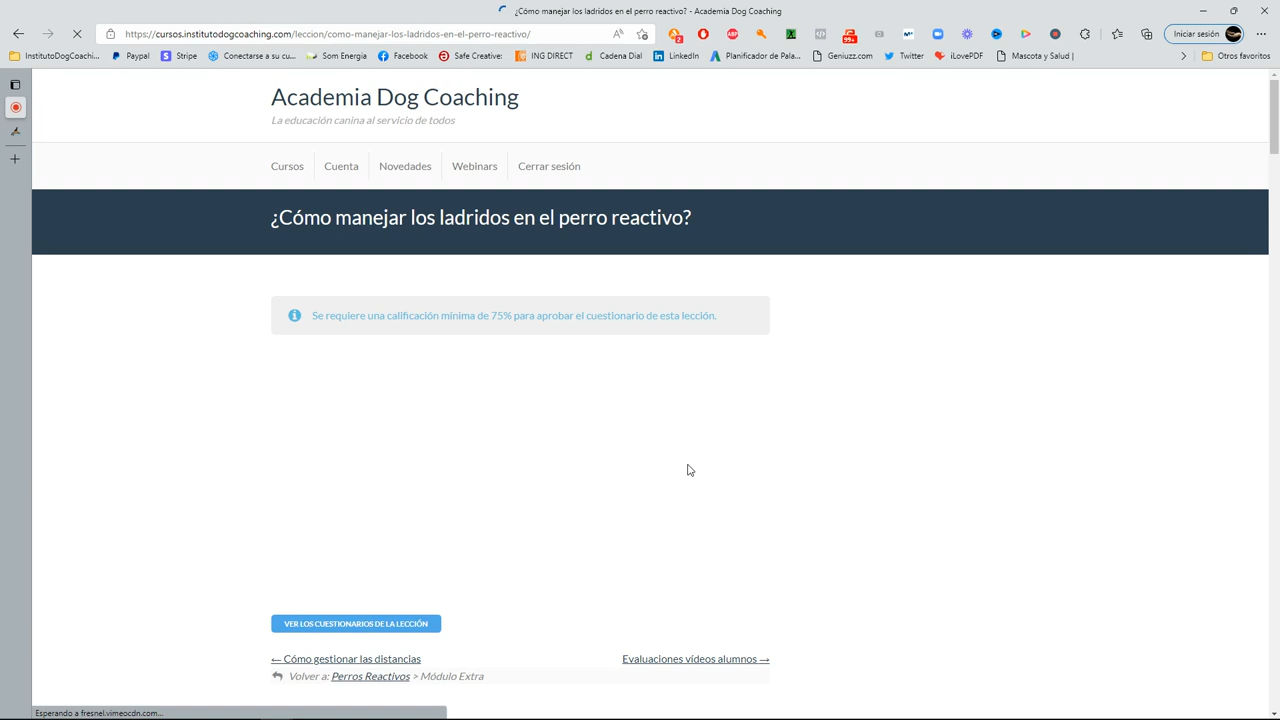 ¿Cómo manejar los ladridos en el perro reactivo? - Academia Dog Coaching
https://cursos.institutodogcoaching.com/leccion/como-manejar-los-ladridos-en-el-perro-reactivo/
2
ABP
99+
Iniciar sesión
InstitutoDogCoachi...
Paypal
Stripe
Conectarse a su cu...
Som Energia
Facebook
Safe Creative:
ING DIRECT
Cadena Dial
LinkedIn
Planificador de Pala...
Geniuzz.com
Twitter
iLovePDF
Mascota y Salud |
Otros favoritos
Academia Dog Coaching
La educación canina al servicio de todos
Cursos
Cuenta
Novedades
Webinars
Cerrar sesión
¿Cómo manejar los ladridos en el perro reactivo?
Se requiere una calificación mínima de 75% para aprobar el cuestionario de esta lección.
VER LOS CUESTIONARIOS DE LA LECCIÓN
← Cómo gestionar las distancias
Evaluaciones vídeos alumnos →
Volver a: Perros Reactivos > Módulo Extra
Esperando a fresnel.vimeocdn.com...